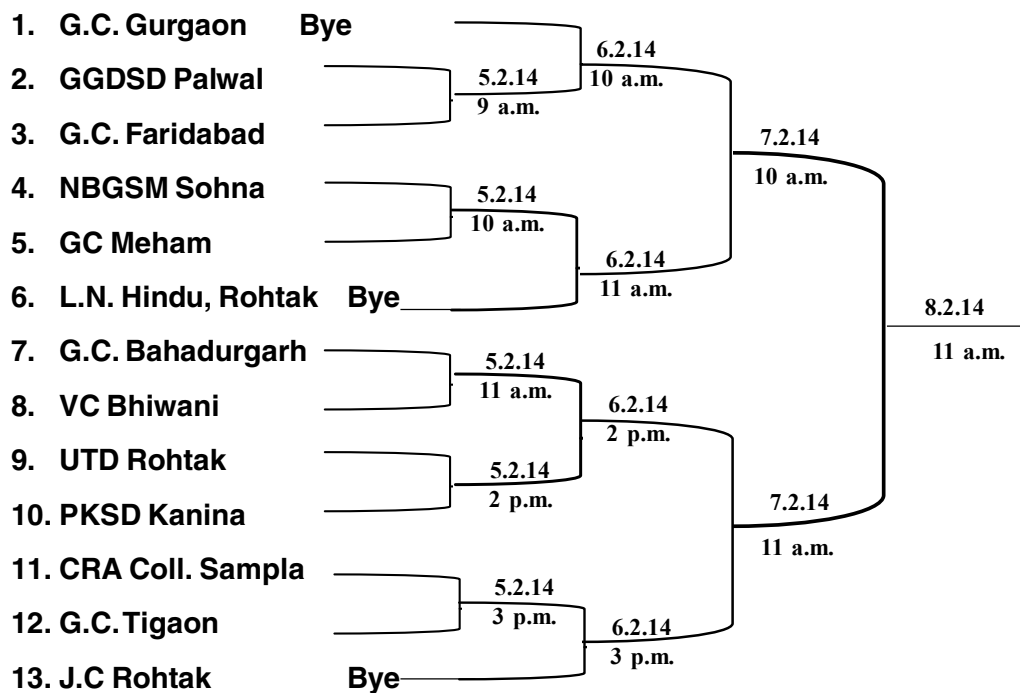 1. G.C. Gurgaon Bye
2. GGDSD Palwal
3. G.C. Faridabad
4. NBGSM Sohna
5. GC Meham
6. L.N. Hindu, Rohtak Bye
7. G.C. Bahadurgarh
8. VC Bhiwani
9. UTD Rohtak
10. PKSD Kanina
11. CRA Coll. Sampla
12. G.C. Tigaon
13. J.C Rohtak Bye
5.2.14
9 a.m.
5.2.14
10 a.m.
5.2.14
11 a.m.
5.2.14
2 p.m.
5.2.14
3 p.m.
6.2.14
10 a.m.
6.2.14
11 a.m.
6.2.14
2 p.m.
6.2.14
3 p.m.
7.2.14
10 a.m.
7.2.14
11 a.m.
8.2.14
11 a.m.